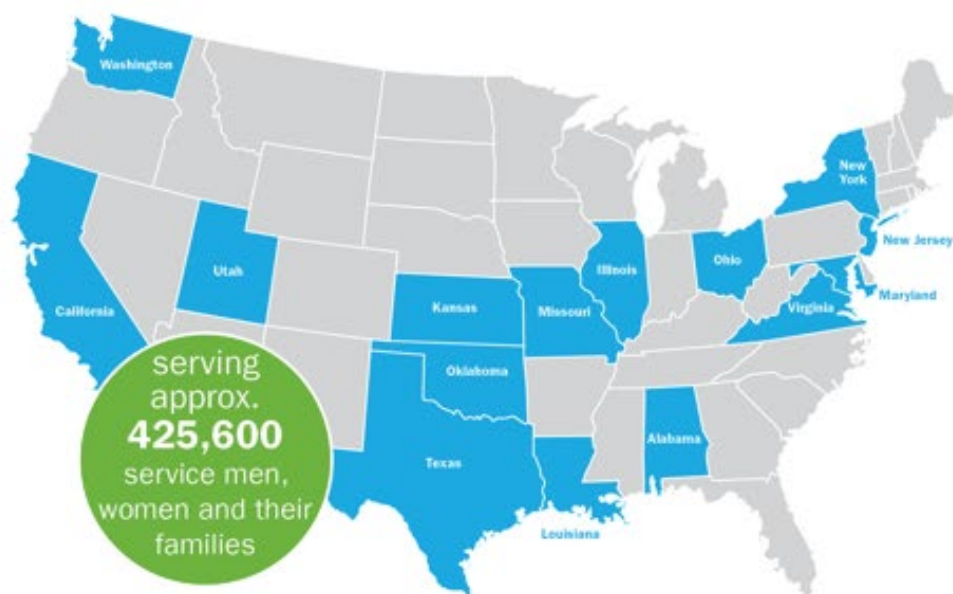 Washington
New
York
New Jersey
Ohio
Illinois
Utah
Maryland
Kansas
Missouri
Virginia
California
serving
approx.
425,600
service men,
women and their
families
Oklahoma
Alabama
Texas
Louisiana